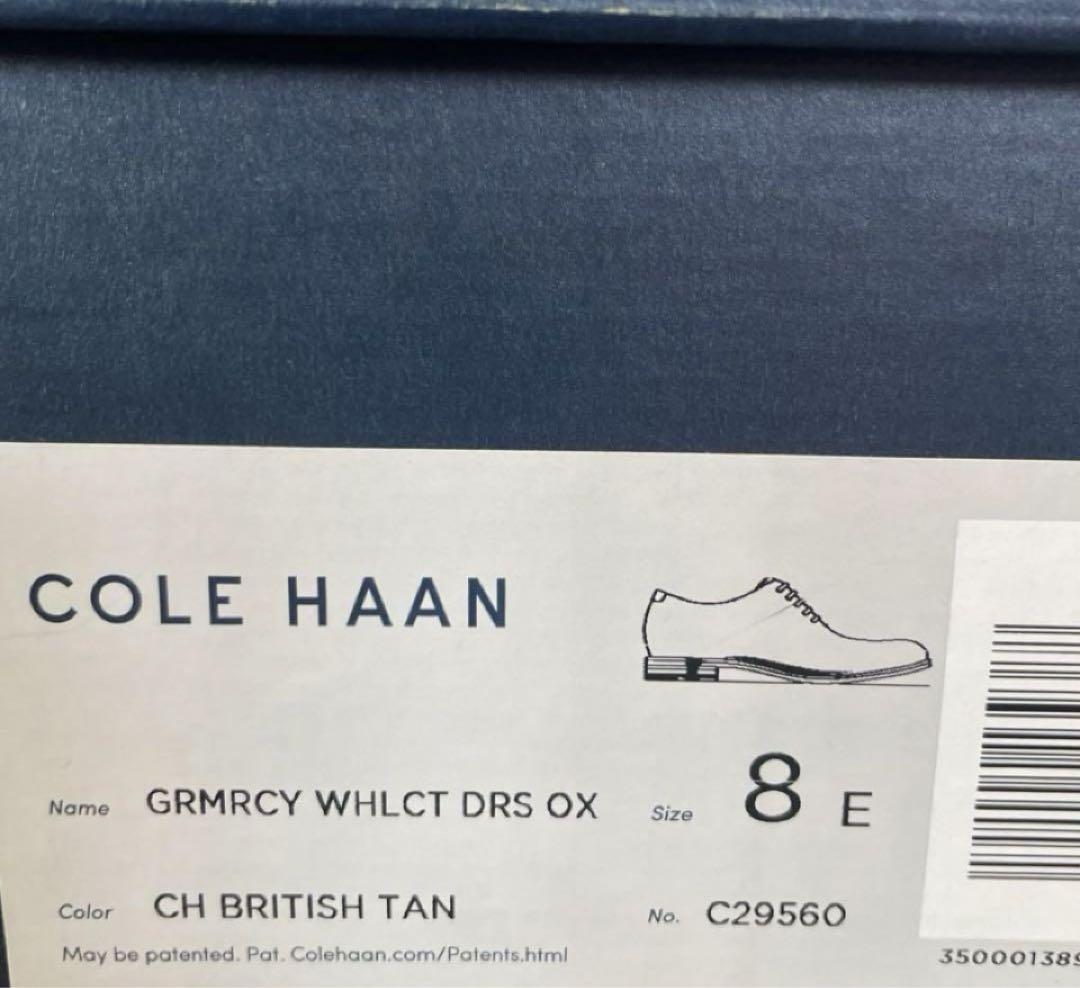 COLE HAAN
Name GRMRCY WHLCT DRS OX Size 8 E
Color CH BRITISH TAN No. C29560
May be patented. Pat. Colehaan.com/Patents.html
35000138